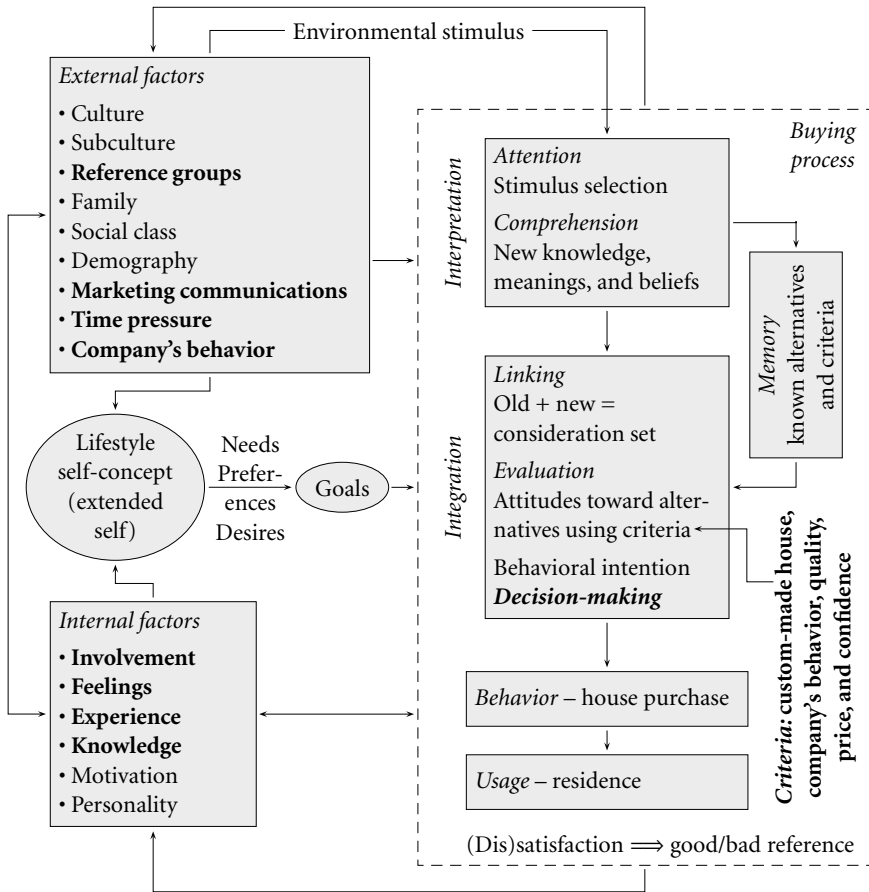 Environmental stimulus
External factors
• Culture
• Subculture
• Reference groups
• Family
• Social class
• Demography
• Marketing communications
• Time pressure
• Company's behavior
Lifestyle
self-concept
(extended
self)
Needs
Prefer-
ences
Desires
Goals
Internal factors
• Involvement
• Feelings
• Experience
• Knowledge
• Motivation
• Personality
Buying
process
Interpretation
Attention
Stimulus selection
Comprehension
New knowledge,
meanings, and beliefs
Memory
known alternatives
and criteria
Integration
Linking
Old + new =
consideration set
Evaluation
Attitudes toward alter-
natives using criteria
Behavioral intention
Decision-making
Criteria: custom-made house,
company's behavior, quality,
price, and confidence
Behavior – house purchase
Usage – residence
(Dis)satisfaction ⟹ good/bad reference